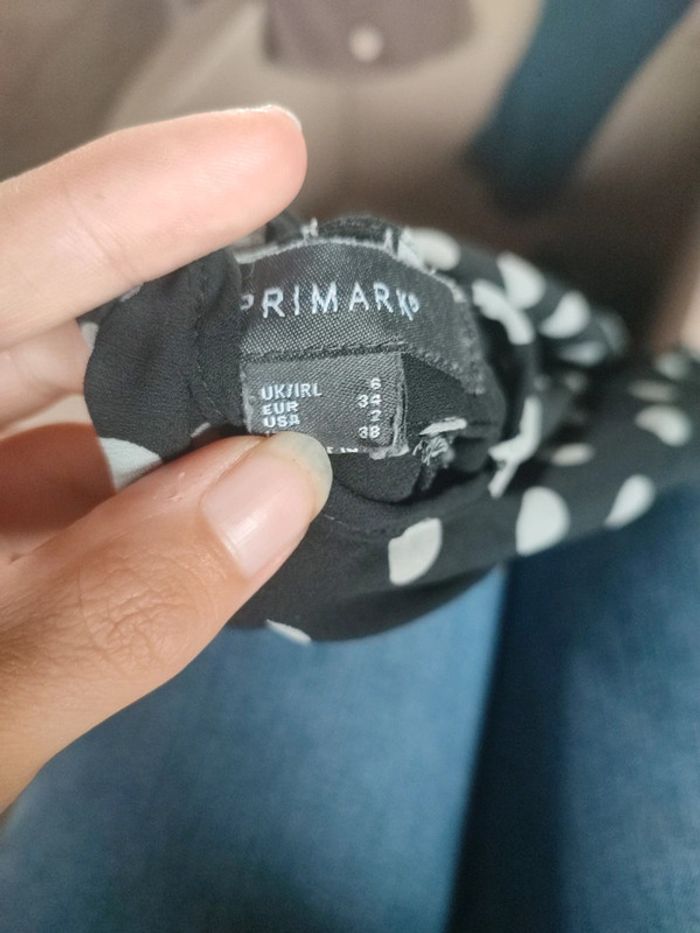 PRIMARK®
UK/IRL 6
EUR 34
USA 2
38